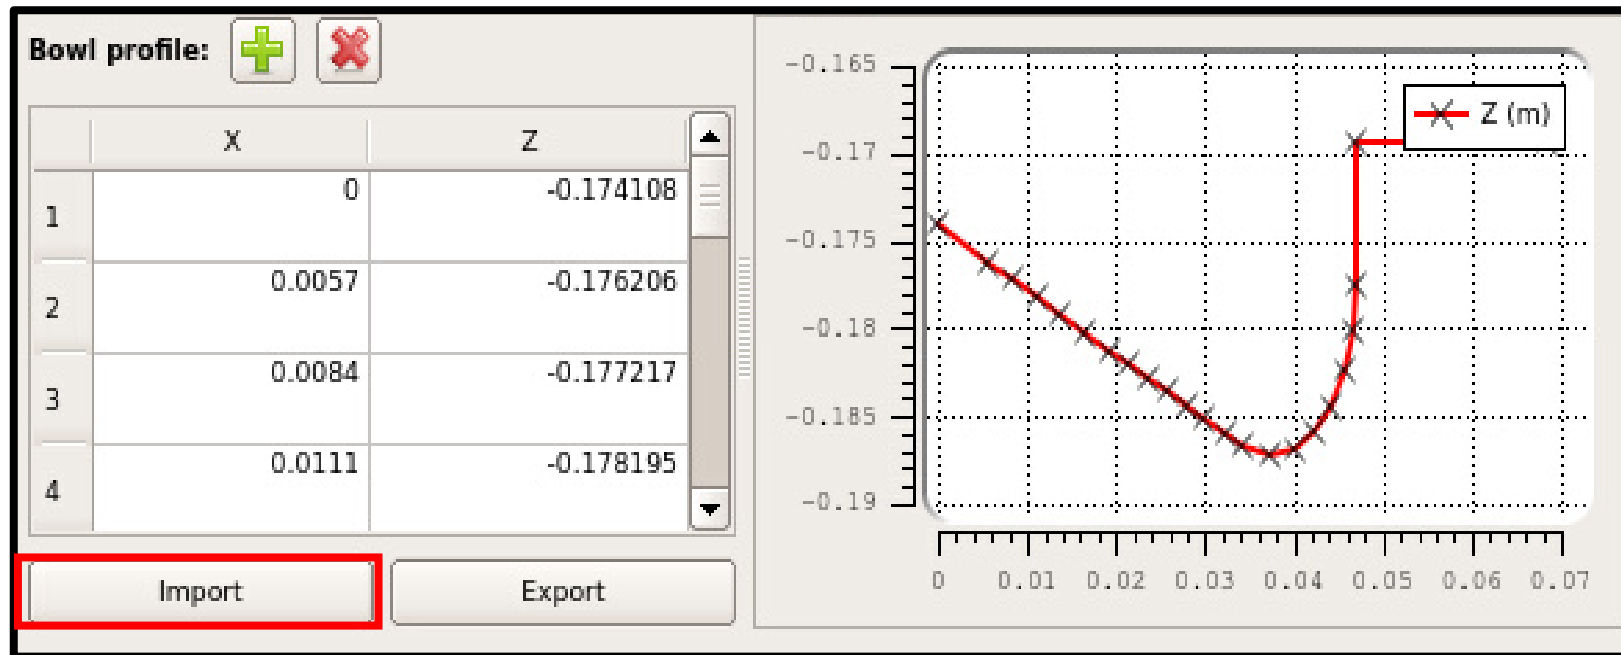 Bowl profile:
X Z
1 0 -0.174108
2 0.0057 -0.176206
3 0.0084 -0.177217
4 0.0111 -0.178195
Import Export
-0.165
-0.17
-0.175
-0.18
-0.185
-0.19
Z (m)
0 0.01 0.02 0.03 0.04 0.05 0.06 0.07